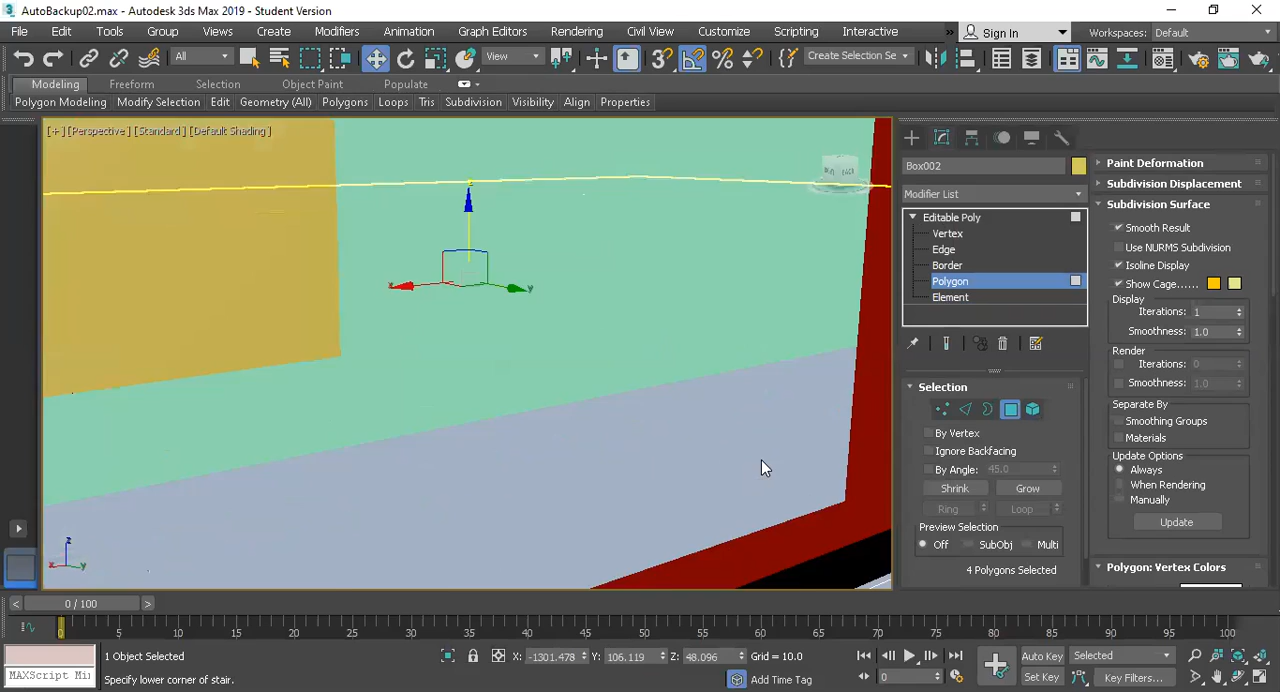 AutoBackup02.max - Autodesk 3ds Max 2019 - Student Version
File Edit Tools Group Views Create Modifiers Animation Graph Editors Rendering Civil View Customize Scripting Interactive » Sign In Workspaces: Default
All View Create Selection Se
Modeling Freeform Selection Object Paint Populate
Polygon Modeling Modify Selection Edit Geometry (All) Polygons Loops Tris Subdivision Visibility Align Properties
[+] [Perspective] [Standard] [Default Shading]
Box002
Modifier List
Editable Poly
Vertex
Edge
Border
Polygon
Element
Selection
By Vertex
Ignore Backfacing
By Angle: 45.0
Shrink Grow
Ring Loop
Preview Selection
Off SubObj Multi
4 Polygons Selected
Paint Deformation
Subdivision Displacement
Subdivision Surface
Smooth Result
Use NURMS Subdivision
Isoline Display
Show Cage......
Display
Iterations: 1
Smoothness: 1.0
Render
Iterations: 0
Smoothness: 1.0
Separate By
Smoothing Groups
Materials
Update Options
Always
When Rendering
Manually
Update
Polygon: Vertex Colors
z
x y
z
x y
< 0 / 100 >
0 5 10 15 20 25 30 35 40 45 50 55 60 65 70 75 80 85 90 95 100
1 Object Selected X: -1301.478 Y: 106.119 Z: 48.096 Grid = 10.0 Auto Key Selected
MAXScript Mi Specify lower corner of stair. Add Time Tag 0 Set Key Key Filters...